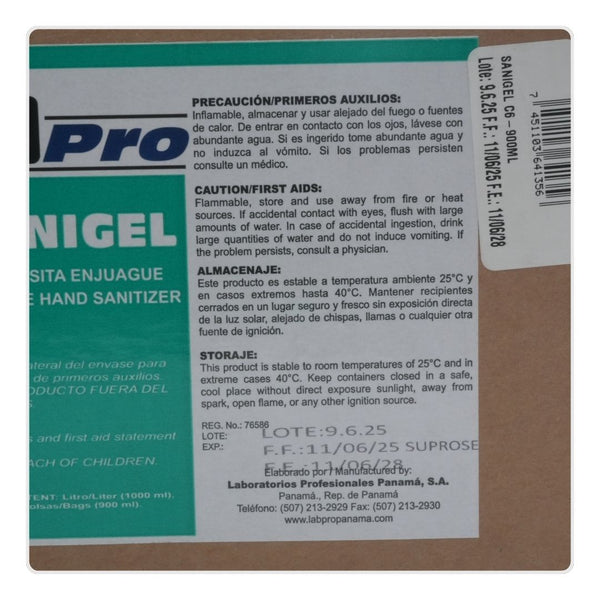 Pro
NIGEL
SITA ENJUAGUE
E HAND SANITIZER
ateral del envase para
de primeros auxilios.
ODUCTO FUERA DEL
S.
s and first aid statement
ACH OF CHILDREN.
TENT: Litro/Liter (1000 ml).
olsas/Bags (900 ml).
PRECAUCIÓN/PRIMEROS AUXILIOS:
Inflamable, almacenar y usar alejado del fuego o fuentes
de calor. De entrar en contacto con los ojos, lávese con
abundante agua. Si es ingerido tome abundante agua y
no induzca al vómito. Si los problemas persisten
consulte un médico.
CAUTION/FIRST AIDS:
Flammable, store and use away from fire or heat
sources. If accidental contact with eyes, flush with large
amounts of water. In case of accidental ingestion, drink
large quantities of water and do not induce vomiting. If
the problem persists, consult a physician.
ALMACENAJE:
Este producto es estable a temperatura ambiente 25°C y
en casos extremos hasta 40°C. Mantener recipientes
cerrados en un lugar seguro y fresco sin exposición directa
de la luz solar, alejado de chispas, llamas o cualquier otra
fuente de ignición.
STORAJE:
This product is stable to room temperatures of 25°C and in
extreme cases 40°C. Keep containers closed in a safe,
cool place without direct exposure sunlight, away from
spark, open flame, or any other ignition source.
REG. No.: 76586
LOTE: LOTE:9.6.25
EXP.: F.F.:11/06/25 SUPROSE
F.E.:11/06/28
Elaborado por / Manufactured by:
Laboratorios Profesionales Panamá, S.A.
Panamá., Rep. de Panamá
Teléfono: (507) 213-2929 Fax: (507) 213-2930
www.labpropanama.com
SANIGEL C6 - 900ML
Lote: 9.6.25 F.F.: 11/06/25 F.E.: 11/06/28
7 451103 641356